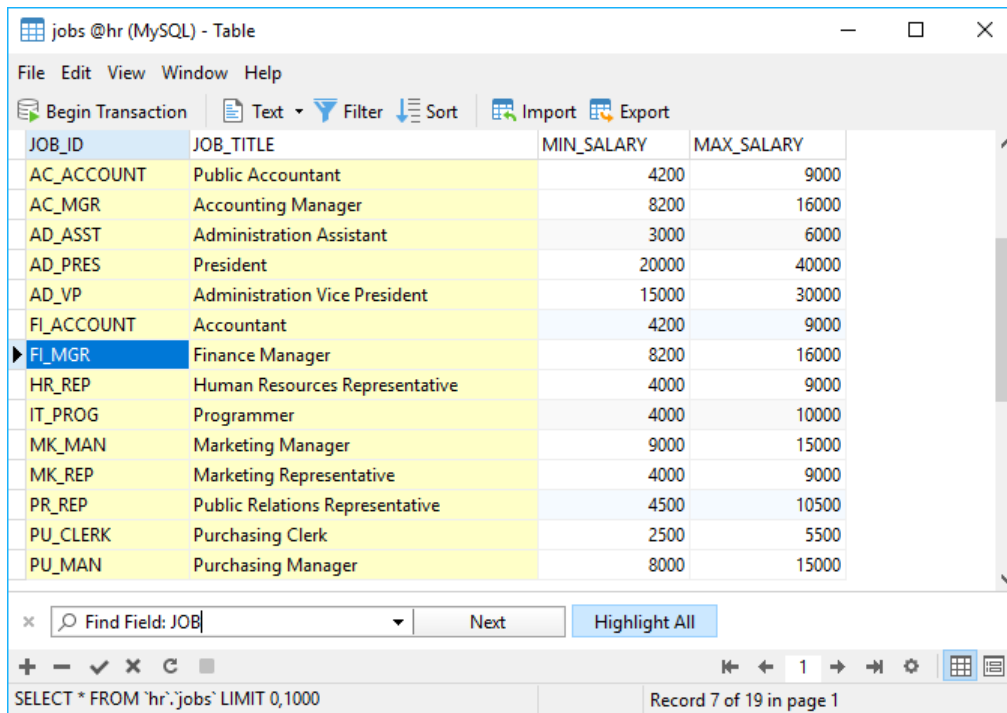 jobs @hr (MySQL) - Table
File Edit View Window Help
Begin Transaction Text Filter Sort Import Export
JOB_ID JOB_TITLE MIN_SALARY MAX_SALARY
AC_ACCOUNT Public Accountant 4200 9000
AC_MGR Accounting Manager 8200 16000
AD_ASST Administration Assistant 3000 6000
AD_PRES President 20000 40000
AD_VP Administration Vice President 15000 30000
FI_ACCOUNT Accountant 4200 9000
FI_MGR Finance Manager 8200 16000
HR_REP Human Resources Representative 4000 9000
IT_PROG Programmer 4000 10000
MK_MAN Marketing Manager 9000 15000
MK_REP Marketing Representative 4000 9000
PR_REP Public Relations Representative 4500 10500
PU_CLERK Purchasing Clerk 2500 5500
PU_MAN Purchasing Manager 8000 15000
Find Field: JOB Next Highlight All
1
SELECT * FROM `hr`.`jobs` LIMIT 0,1000 Record 7 of 19 in page 1